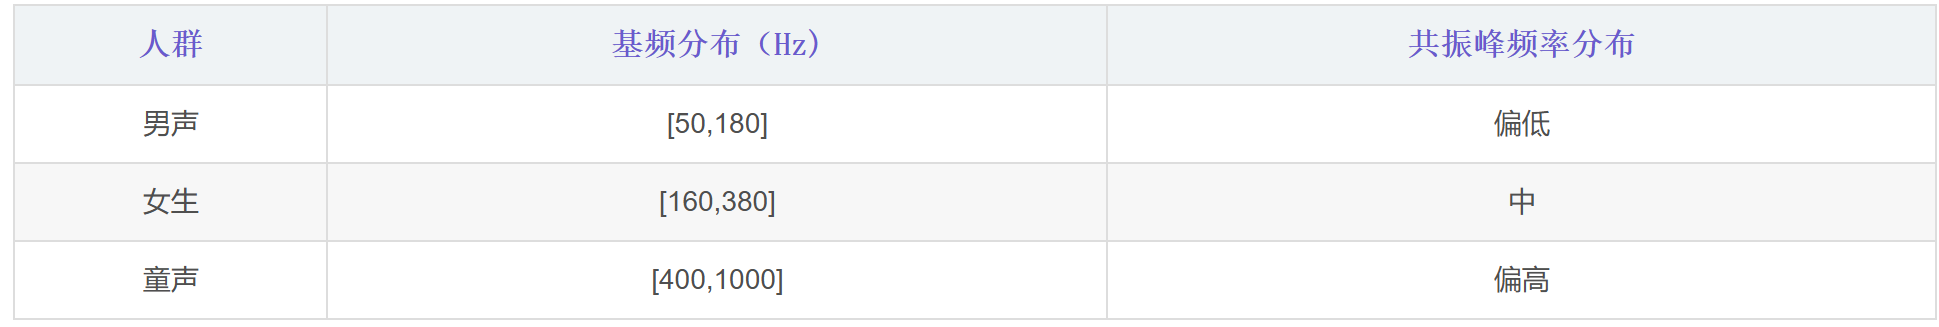 人群 基频分布（Hz） 共振峰频率分布
男声 [50,180] 偏低
女生 [160,380] 中
童声 [400,1000] 偏高